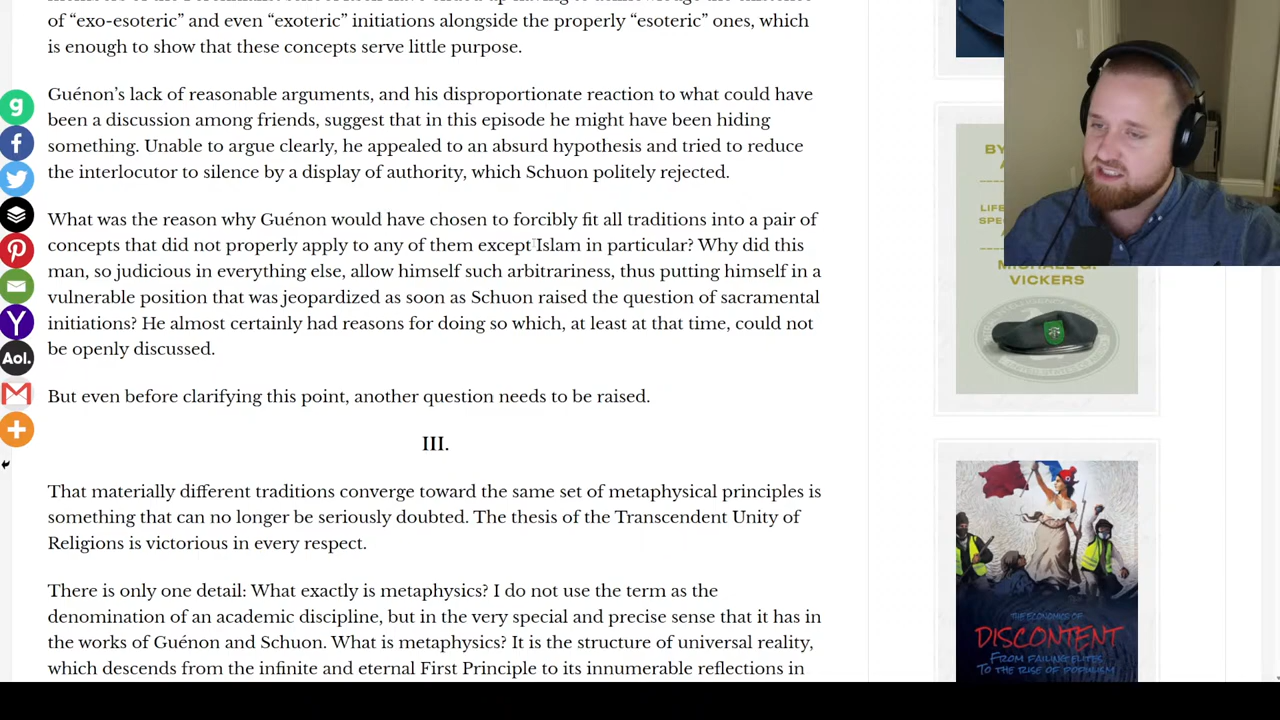 of “exo-esoteric” and even “exoteric” initiations alongside the properly “esoteric” ones, which
is enough to show that these concepts serve little purpose.
Guénon’s lack of reasonable arguments, and his disproportionate reaction to what could have
been a discussion among friends, suggest that in this episode he might have been hiding
something. Unable to argue clearly, he appealed to an absurd hypothesis and tried to reduce
the interlocutor to silence by a display of authority, which Schuon politely rejected.
What was the reason why Guénon would have chosen to forcibly fit all traditions into a pair of
concepts that did not properly apply to any of them except Islam in particular? Why did this
man, so judicious in everything else, allow himself such arbitrariness, thus putting himself in a
vulnerable position that was jeopardized as soon as Schuon raised the question of sacramental
initiations? He almost certainly had reasons for doing so which, at least at that time, could not
be openly discussed.
But even before clarifying this point, another question needs to be raised.
III.
That materially different traditions converge toward the same set of metaphysical principles is
something that can no longer be seriously doubted. The thesis of the Transcendent Unity of
Religions is victorious in every respect.
There is only one detail: What exactly is metaphysics? I do not use the term as the
denomination of an academic discipline, but in the very special and precise sense that it has in
the works of Guénon and Schuon. What is metaphysics? It is the structure of universal reality,
which descends from the infinite and eternal First Principle to its innumerable reflections in
g
Y
Aol.
BY
MICHAEL G.
VICKERS
THE ECONOMICS OF
DISCONTENT
FROM FAILING ELITES
TO THE RISE OF POPULISM